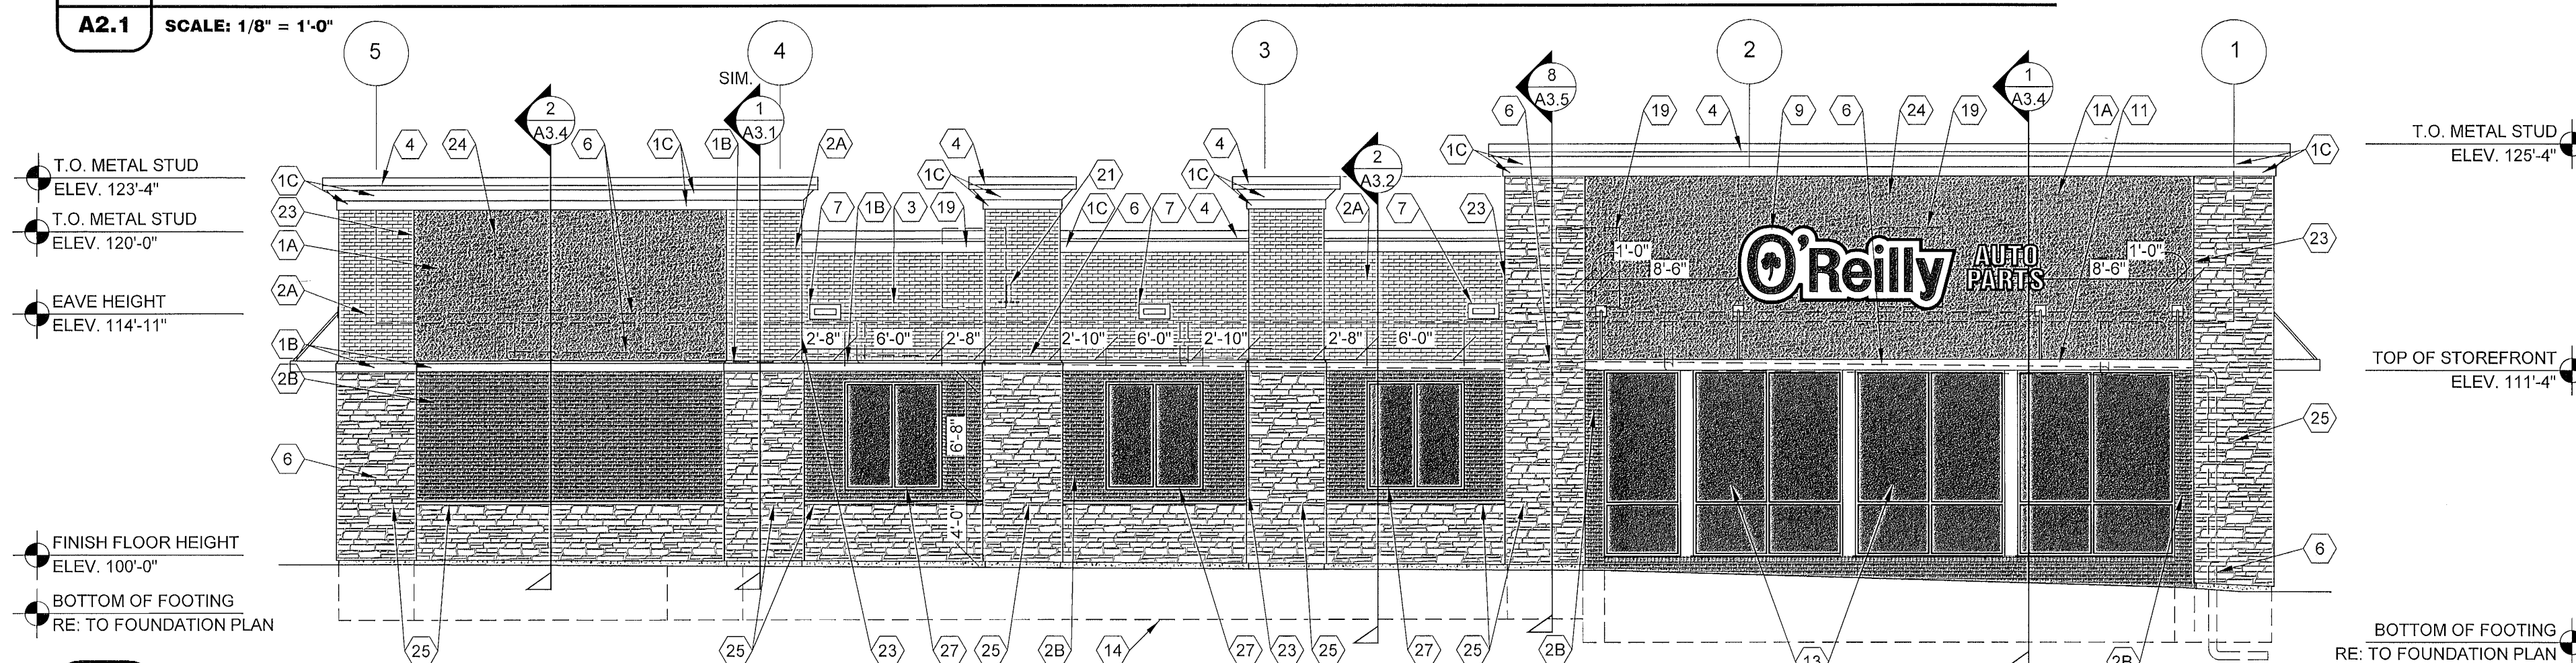 A2.1
SCALE: 1/8" = 1'-0"
5
4
3
2
1
SIM.
2
A3.4
1
A3.1
2
A3.2
8
A3.5
1
A3.4
4
24
6
1C
1B
2A
4
1C
21
4
1C
6
19
4
9
6
24
19
1A
11
1C
1C
T.O. METAL STUD
ELEV. 123'-4"
T.O. METAL STUD
ELEV. 120'-0"
EAVE HEIGHT
ELEV. 114'-11"
FINISH FLOOR HEIGHT
ELEV. 100'-0"
BOTTOM OF FOOTING
RE: TO FOUNDATION PLAN
1C
23
1A
2A
1B
2B
6
7
1B
3
19
1C
6
7
4
2A
7
23
2'-8"
6'-0"
2'-8"
2'-10"
6'-0"
2'-10"
2'-8"
6'-0"
6'-8"
4'-0"
1'-0"
8'-6"
O'Reilly
AUTO
PARTS
8'-6"
1'-0"
T.O. METAL STUD
ELEV. 125'-4"
23
TOP OF STOREFRONT
ELEV. 111'-4"
25
6
BOTTOM OF FOOTING
RE: TO FOUNDATION PLAN
25
25
23
27
25
2B
14
27
23
25
27
25
2B
13
2B